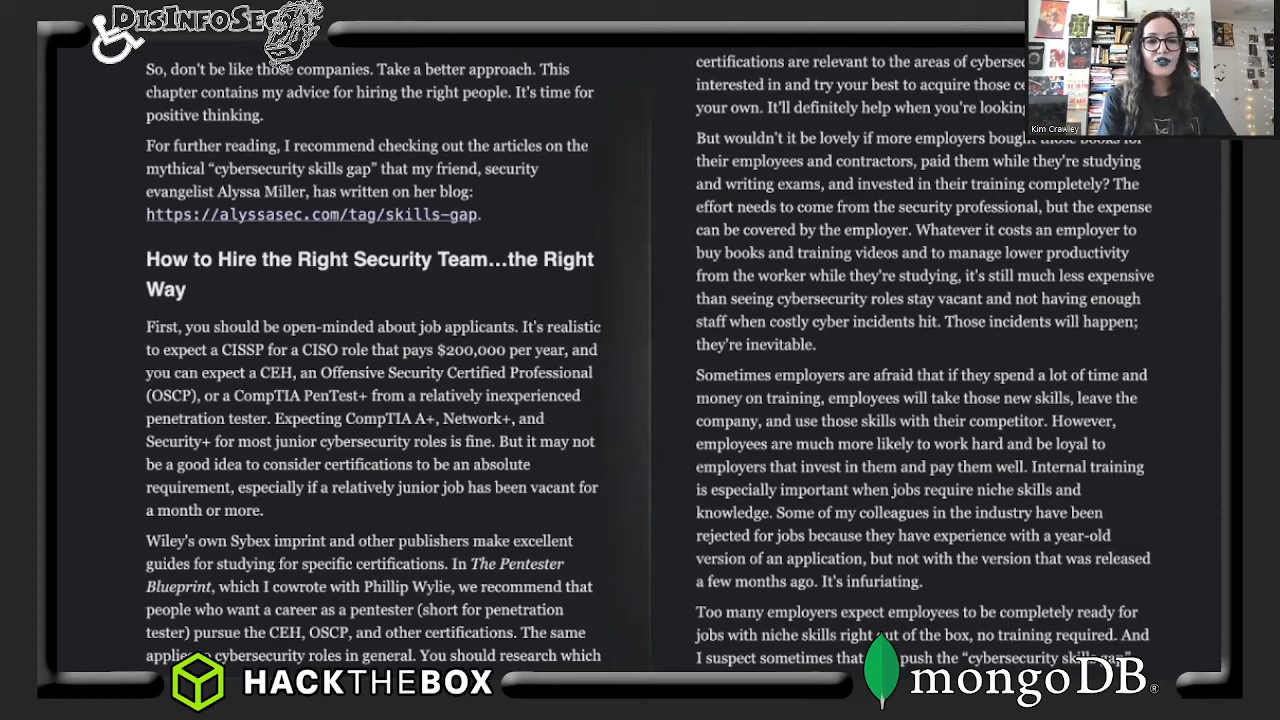 DisInfoSec
So, don't be like those companies. Take a better approach. This
chapter contains my advice for hiring the right people. It's time for
positive thinking.
For further reading, I recommend checking out the articles on the
mythical “cybersecurity skills gap” that my friend, security
evangelist Alyssa Miller, has written on her blog:
https://alyssasec.com/tag/skills-gap.
How to Hire the Right Security Team…the Right
Way
First, you should be open-minded about job applicants. It's realistic
to expect a CISSP for a CISO role that pays $200,000 per year, and
you can expect a CEH, an Offensive Security Certified Professional
(OSCP), or a CompTIA PenTest+ from a relatively inexperienced
penetration tester. Expecting CompTIA A+, Network+, and
Security+ for most junior cybersecurity roles is fine. But it may not
be a good idea to consider certifications to be an absolute
requirement, especially if a relatively junior job has been vacant for
a month or more.
Wiley's own Sybex imprint and other publishers make excellent
guides for studying for specific certifications. In The Pentester
Blueprint, which I cowrote with Phillip Wylie, we recommend that
people who want a career as a pentester (short for penetration
tester) pursue the CEH, OSCP, and other certifications. The same
applies to cybersecurity roles in general. You should research which
certifications are relevant to the areas of
interested in and try your best to acquire those
your own. It'll definitely help when you're looking
But wouldn't it be lovely if more employers bought those books for
their employees and contractors, paid them while they're studying
and writing exams, and invested in their training completely? The
effort needs to come from the security professional, but the expense
can be covered by the employer. Whatever it costs an employer to
buy books and training videos and to manage lower productivity
from the worker while they're studying, it's still much less expensive
than seeing cybersecurity roles stay vacant and not having enough
staff when costly cyber incidents hit. Those incidents will happen;
they're inevitable.
Sometimes employers are afraid that if they spend a lot of time and
money on training, employees will take those new skills, leave the
company, and use those skills with their competitor. However,
employees are much more likely to work hard and be loyal to
employers that invest in them and pay them well. Internal training
is especially important when jobs require niche skills and
knowledge. Some of my colleagues in the industry have been
rejected for jobs because they have experience with a year-old
version of an application, but not with the version that was released
a few months ago. It's infuriating.
Too many employers expect employees to be completely ready for
jobs with niche skills right out of the box, no training required. And
I suspect sometimes that push the “cybersecurity skills gap”
Kim Crawley
HACKTHEBOX
mongoDB®